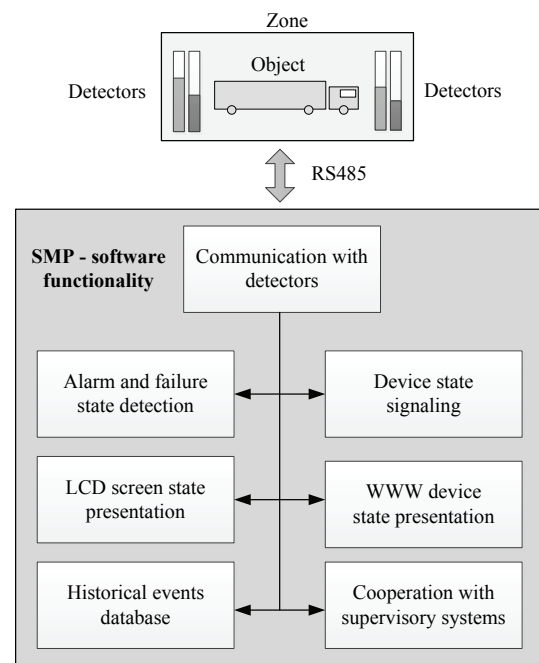 Zone
Object
Detectors
Detectors
RS485
SMP - software
functionality
Communication with
detectors
Alarm and failure
state detection
Device state
signaling
LCD screen state
presentation
WWW device
state presentation
Historical events
database
Cooperation with
supervisory systems